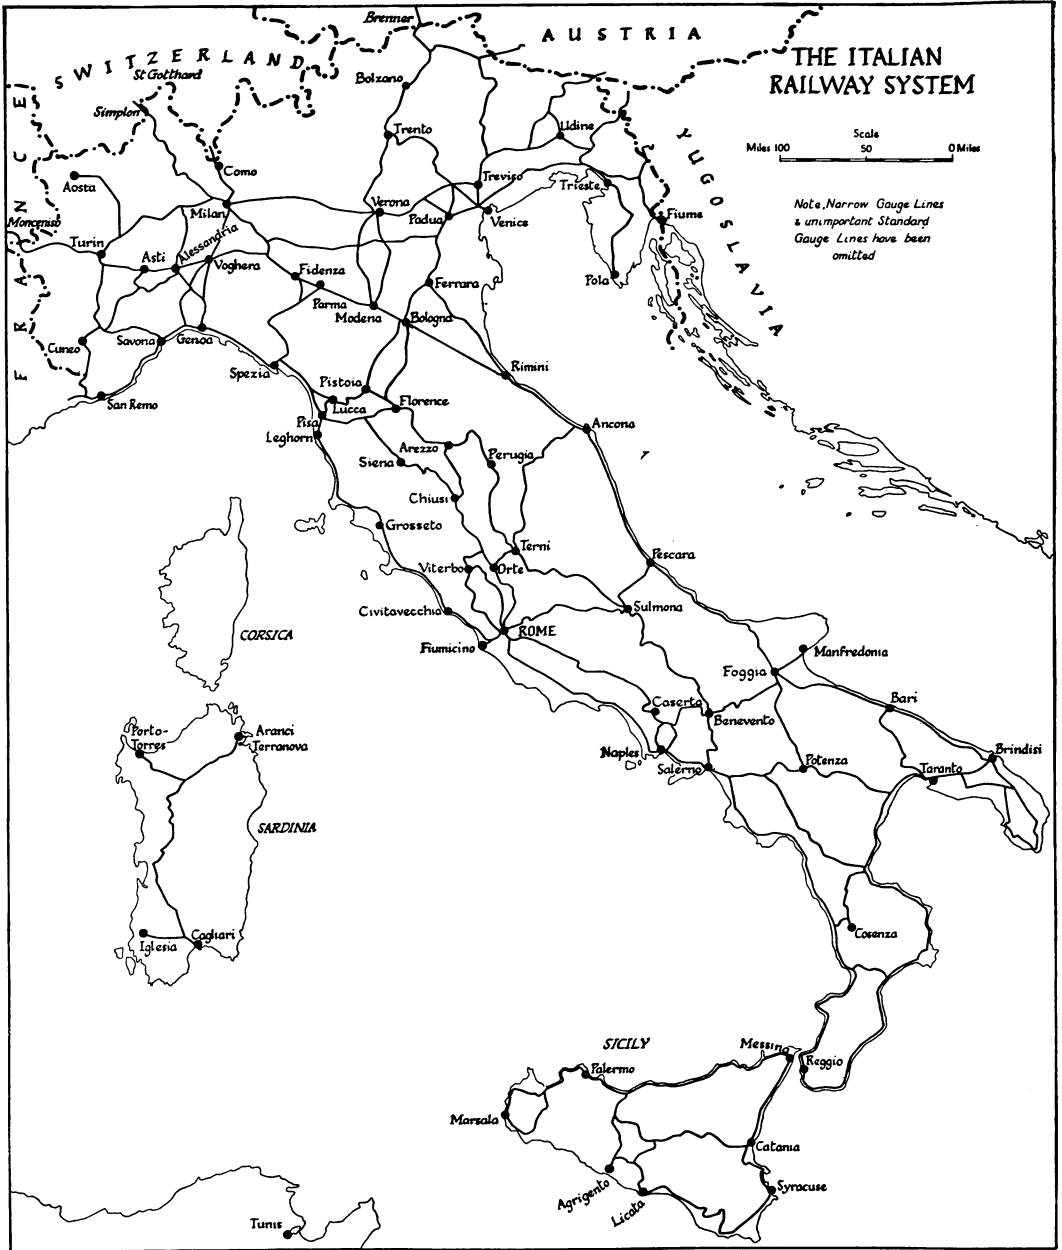 THE ITALIAN
RAILWAY SYSTEM
Scale
Miles 100 50 0 Miles
Note, Narrow Gauge Lines
& unimportant Standard
Gauge Lines have been
omitted
SWITZERLAND
AUSTRIA
FRANCE
YUGOSLAVIA
Brenner
St Gotthard
Simplon
Bolzano
Trento
Udine
Como
Aosta
Treviso
Trieste
Monceniso
Milan
Verona
Padua
Venice
Fiume
Turin
Asti
Alessandria
Voghera
Fidenza
Parma
Modena
Ferrara
Pola
Bologna
Cuneo
Savona
Genoa
Spezia
Rimini
San Remo
Pistoia
Lucca
Florence
Pisa
Leghorn
Ancona
Arezzo
Siena
Perugia
Chiusi
Grosseto
Terni
Viterbo
Orte
Pescara
Civitavecchia
Sulmona
ROME
Fiumicino
CORSICA
Manfredonia
Foggia
Caserta
Benevento
Bari
Naples
Salerno
Potenza
Taranto
Brindisi
Porto-
Torres
Aranci
Terranova
SARDINIA
Iglesia
Cagliari
Cosenza
SICILY
Messina
Reggio
Palermo
Marsala
Catania
Agrigento
Licata
Syracuse
Tunis